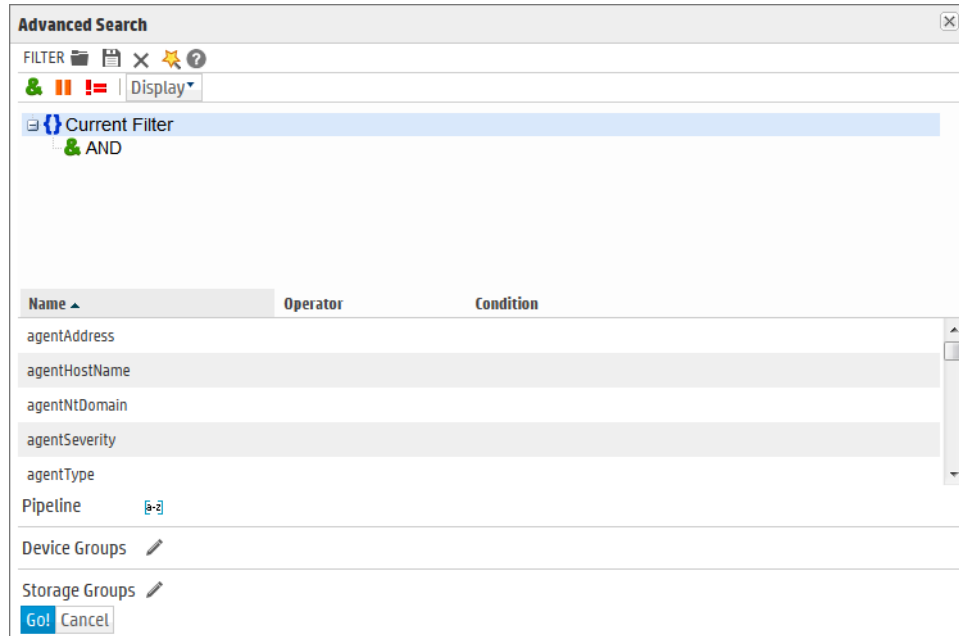 Advanced Search
FILTER
& || != Display
{} Current Filter
& AND
Name Operator Condition
agentAddress
agentHostName
agentNtDomain
agentSeverity
agentType
Pipeline [a-z]
Device Groups
Storage Groups
Go! Cancel